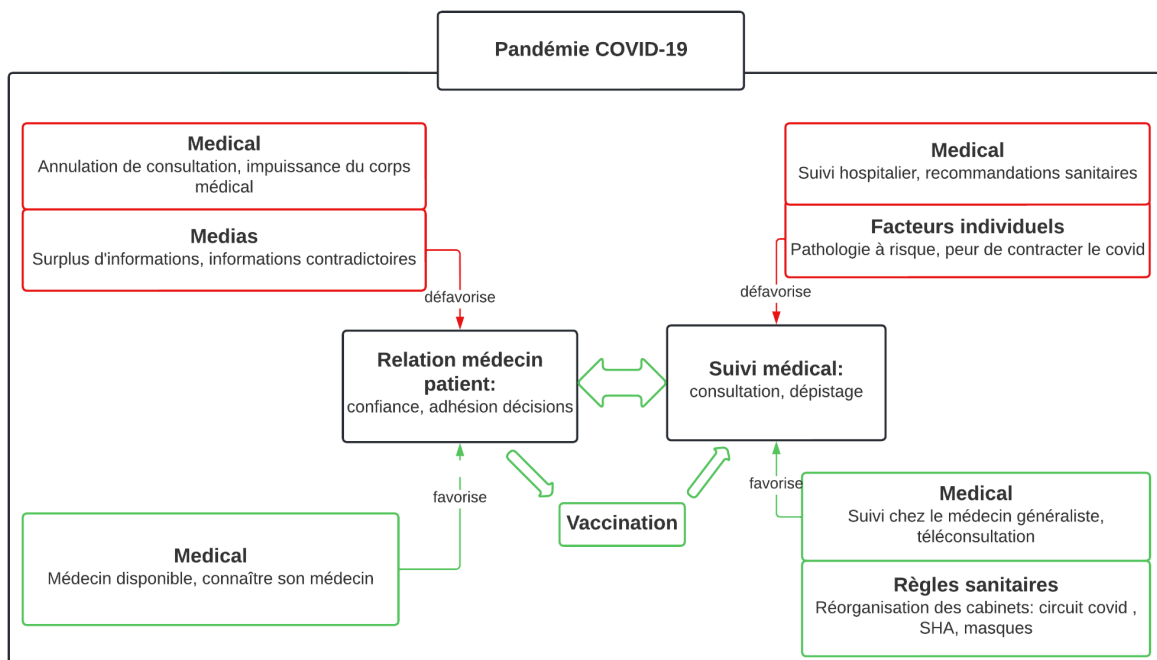 Pandémie COVID-19
Medical
Annulation de consultation, impuissance du corps
médical
Medias
Surplus d'informations, informations contradictoires
Medical
Suivi hospitalier, recommandations sanitaires
Facteurs individuels
Pathologie à risque, peur de contracter le covid
défavorise
défavorise
Relation médecin
patient:
confiance, adhésion décisions
Suivi médical:
consultation, dépistage
favorise
favorise
Vaccination
Medical
Médecin disponible, connaître son médecin
Medical
Suivi chez le médecin généraliste,
téléconsultation
Règles sanitaires
Réorganisation des cabinets: circuit covid ,
SHA, masques